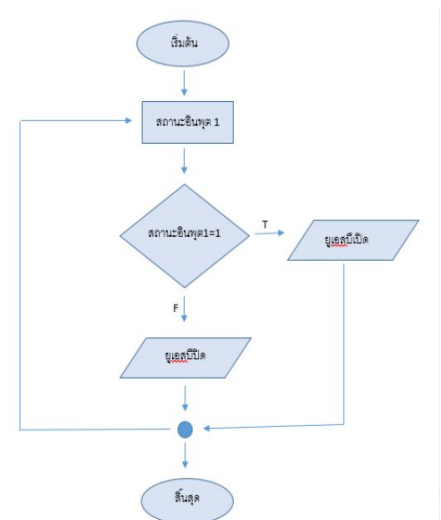 เริ่มต้น
สถานะอินพุต 1
สถานะอินพุต1=1
T
ยูเอสบีเปิด
F
ยูเอสบีปิด
สิ้นสุด